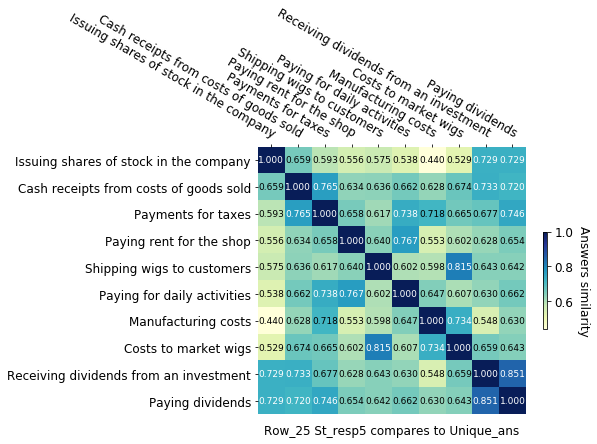 Issuing shares of stock in the company
Cash receipts from costs of goods sold
Payments for taxes
Paying rent for the shop
Shipping wigs to customers
Paying for daily activities
Manufacturing costs
Costs to market wigs
Receiving dividends from an investment
Paying dividends
Issuing shares of stock in the company 1.000 0.659 0.593 0.556 0.575 0.538 0.440 0.529 0.729 0.729
Cash receipts from costs of goods sold 0.659 1.000 0.765 0.634 0.636 0.662 0.628 0.674 0.733 0.720
Payments for taxes 0.593 0.765 1.000 0.658 0.617 0.738 0.718 0.665 0.677 0.746
Paying rent for the shop 0.556 0.634 0.658 1.000 0.640 0.767 0.553 0.602 0.628 0.654
Shipping wigs to customers 0.575 0.636 0.617 0.640 1.000 0.602 0.598 0.815 0.643 0.642
Paying for daily activities 0.538 0.662 0.738 0.767 0.602 1.000 0.647 0.607 0.630 0.662
Manufacturing costs 0.440 0.628 0.718 0.553 0.598 0.647 1.000 0.734 0.548 0.630
Costs to market wigs 0.529 0.674 0.665 0.602 0.815 0.607 0.734 1.000 0.659 0.643
Receiving dividends from an investment 0.729 0.733 0.677 0.628 0.643 0.630 0.548 0.659 1.000 0.851
Paying dividends 0.729 0.720 0.746 0.654 0.642 0.662 0.630 0.643 0.851 1.000
1.0
0.8
0.6
Answers similarity
Row_25 St_resp5 compares to Unique_ans